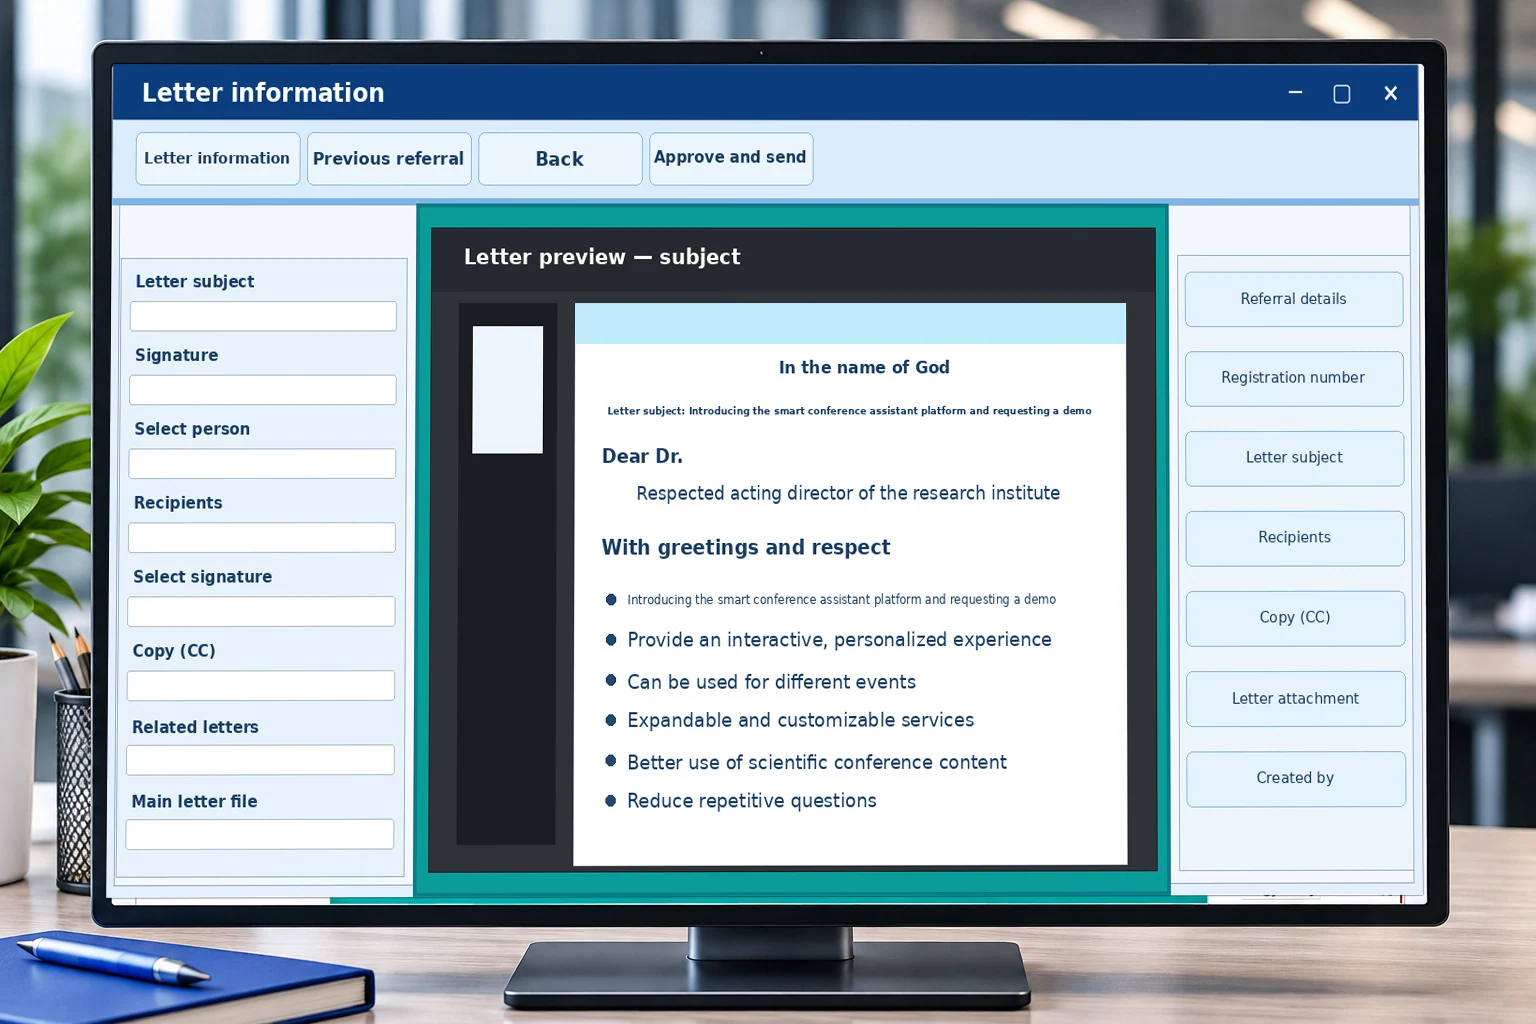 Letter information
Letter information
Previous referral
Back
Approve and send
Letter subject
Signature
Select person
Recipients
Select signature
Copy (CC)
Related letters
Main letter file
Letter preview — subject
In the name of God
Letter subject: Introducing the smart conference assistant platform and requesting a demo
Dear Dr.
Respected acting director of the research institute
With greetings and respect
Introducing the smart conference assistant platform and requesting a demo
Provide an interactive, personalized experience
Can be used for different events
Expandable and customizable services
Better use of scientific conference content
Reduce repetitive questions
Referral details
Registration number
Letter subject
Recipients
Copy (CC)
Letter attachment
Created by